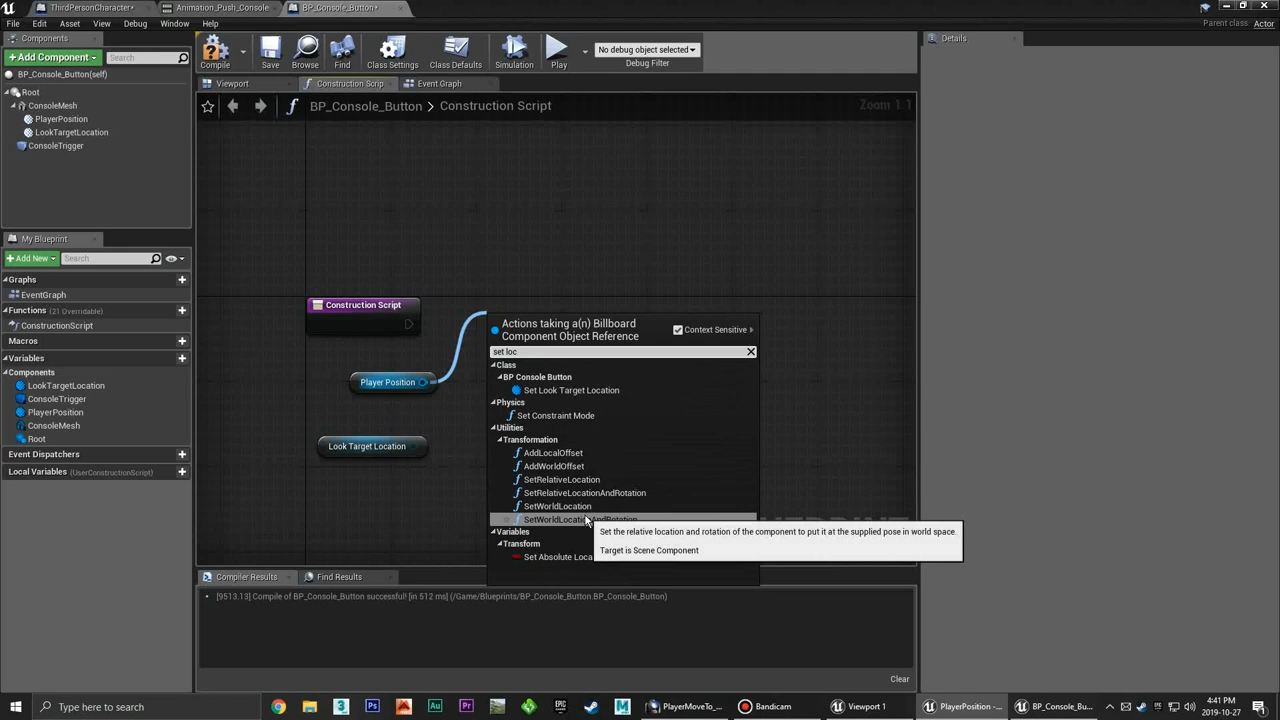 ThirdPersonCharacter*
Animation_Push_Console
BP_Console_Button*
File Edit Asset View Debug Window Help
Parent class: Actor
Components
+Add Component
Search
Compile
Save
Browse
Find
Class Settings
Class Defaults
Simulation
Play
No debug object selected
Debug Filter
Details
BP_Console_Button(self)
Root
ConsoleMesh
PlayerPosition
LookTargetLocation
ConsoleTrigger
Viewport
Construction Scrip
Event Graph
BP_Console_Button > Construction Script
Zoom 1:1
My Blueprint
+Add New
Search
Graphs
EventGraph
Functions (21 Overridable)
ConstructionScript
Macros
Variables
Components
LookTargetLocation
ConsoleTrigger
PlayerPosition
ConsoleMesh
Root
Event Dispatchers
Local Variables (UserConstructionScript)
Construction Script
Player Position
Look Target Location
Actions taking a(n) Billboard
Component Object Reference
Context Sensitive
set loc
Class
BP Console Button
Set Look Target Location
Physics
Set Constraint Mode
Utilities
Transformation
AddLocalOffset
AddWorldOffset
SetRelativeLocation
SetRelativeLocationAndRotation
SetWorldLocation
SetWorldLocationAndRotation
Variables
Transform
Set Absolute Loca
Set the relative location and rotation of the component to put it at the supplied pose in world space.
Target is Scene Component
Compiler Results
Find Results
[9513.13] Compile of BP_Console_Button successful! [in 512 ms] (/Game/Blueprints/BP_Console_Button.BP_Console_Button)
Clear
Type here to search
PlayerMoveTo_...
Bandicam
Viewport 1
PlayerPosition -...
BP_Console_Bu...
4:41 PM
2019-10-27